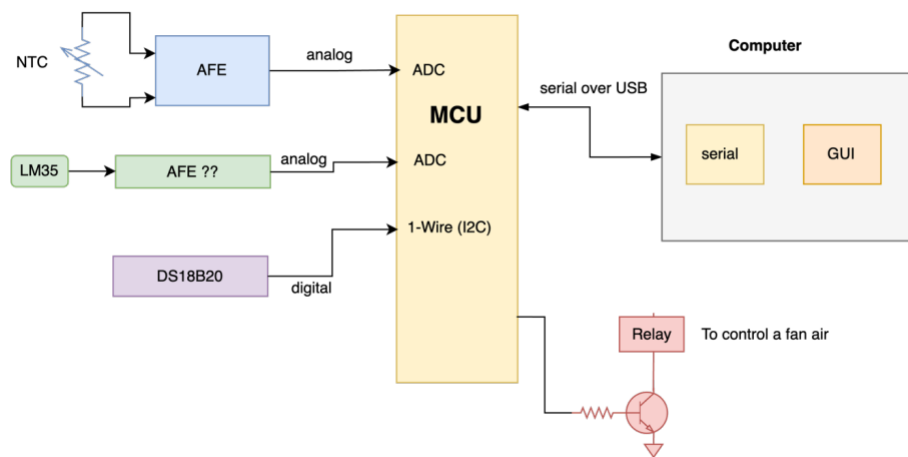 NTC
AFE
analog
ADC
MCU
LM35
AFE ??
analog
ADC
1-Wire (I2C)
DS18B20
digital
serial over USB
Computer
serial
GUI
Relay
To control a fan air